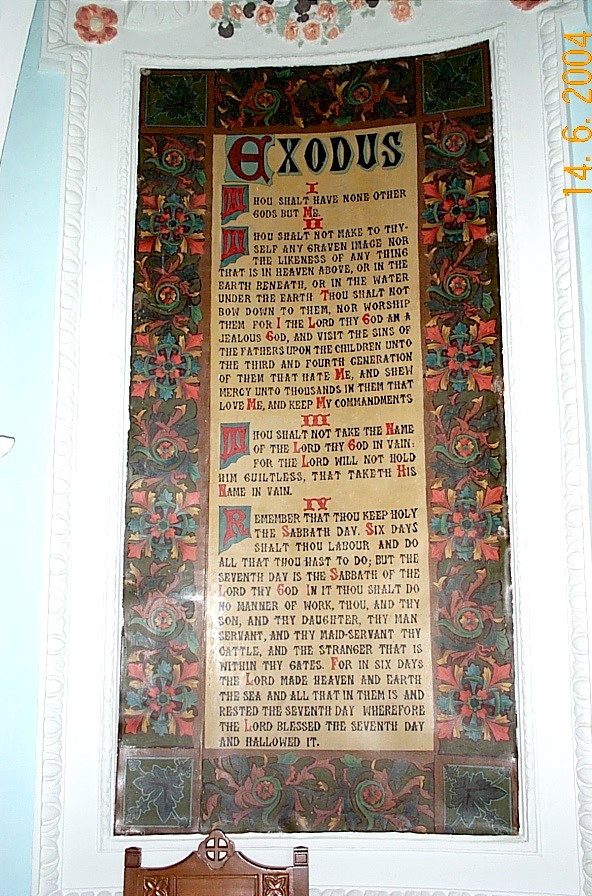 EXODUS
I
THOU SHALT HAVE NONE OTHER
GODS BUT ME.
II
THOU SHALT NOT MAKE TO THY-
SELF ANY GRAVEN IMAGE NOR
THE LIKENESS OF ANY THING
THAT IS IN HEAVEN ABOVE, OR IN THE
EARTH BENEATH, OR IN THE WATER
UNDER THE EARTH THOU SHALT NOT
BOW DOWN TO THEM, NOR WORSHIP
THEM FOR I THE LORD THY GOD AM A
JEALOUS GOD, AND VISIT THE SINS OF
THE FATHERS UPON THE CHILDREN UNTO
THE THIRD AND FOURTH GENERATION
OF THEM THAT HATE ME, AND SHEW
MERCY UNTO THOUSANDS IN THEM THAT
LOVE ME, AND KEEP MY COMMANDMENTS
III
THOU SHALT NOT TAKE THE NAME
OF THE LORD THY GOD IN VAIN:
FOR THE LORD WILL NOT HOLD
HIM GUILTLESS, THAT TAKETH HIS
NAME IN VAIN.
IV
REMEMBER THAT THOU KEEP HOLY
THE SABBATH DAY. SIX DAYS
SHALT THOU LABOUR AND DO
ALL THAT THOU HAST TO DO; BUT THE
SEVENTH DAY IS THE SABBATH OF THE
LORD THY GOD IN IT THOU SHALT DO
NO MANNER OF WORK, THOU, AND THY
SON, AND THY DAUGHTER, THY MAN
SERVANT, AND THY MAID-SERVANT THY
CATTLE, AND THE STRANGER THAT IS
WITHIN THY GATES. FOR IN SIX DAYS
THE LORD MADE HEAVEN AND EARTH
THE SEA AND ALL THAT IN THEM IS AND
RESTED THE SEVENTH DAY WHEREFORE
THE LORD BLESSED THE SEVENTH DAY
AND HALLOWED IT.
14. 6. 2004